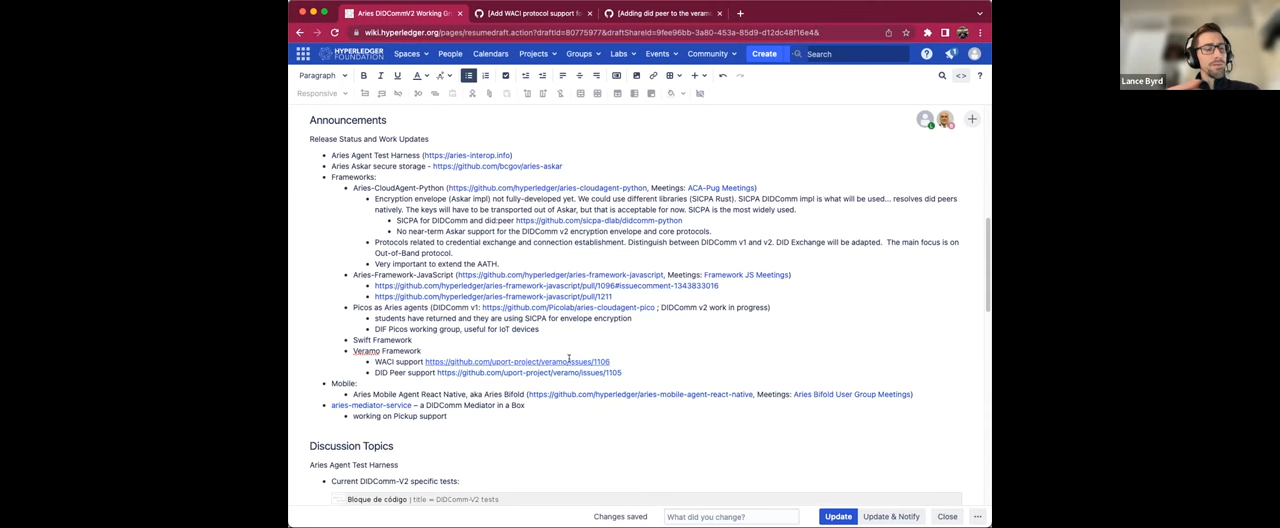 Aries DIDCommV2 Working Gr
[Add WACI protocol support fo
[Adding did peer to the veram
wiki.hyperledger.org/pages/resumedraft.action?draftId=80775977&draftShareId=9fee96bb-3a80-453a-85d9-d12dc48f16e4&
HYPERLEDGER FOUNDATION Spaces People Calendars Projects Groups Labs Events Community Create Search
Paragraph B I U A
Responsive
Announcements
Release Status and Work Updates
Aries Agent Test Harness (https://aries-interop.info)
Aries Askar secure storage - https://github.com/bcgov/aries-askar
Frameworks:
Aries-CloudAgent-Python (https://github.com/hyperledger/aries-cloudagent-python, Meetings: ACA-Pug Meetings)
Encryption envelope (Askar impl) not fully-developed yet. We could use different libraries (SICPA Rust). SICPA DIDComm impl is what will be used... resolves did peers
natively. The keys will have to be transported out of Askar, but that is acceptable for now. SICPA is the most widely used.
SICPA for DIDComm and did:peer https://github.com/sicpa-dlab/didcomm-python
No near-term Askar support for the DIDComm v2 encryption envelope and core protocols.
Protocols related to credential exchange and connection establishment. Distinguish between DIDComm v1 and v2. DID Exchange will be adapted. The main focus is on
Out-of-Band protocol.
Very important to extend the AATH.
Aries-Framework-JavaScript (https://github.com/hyperledger/aries-framework-javascript, Meetings: Framework JS Meetings)
https://github.com/hyperledger/aries-framework-javascript/pull/1096#issuecomment-1343833016
https://github.com/hyperledger/aries-framework-javascript/pull/1211
Picos as Aries agents (DIDComm v1: https://github.com/Picolab/aries-cloudagent-pico ; DIDComm v2 work in progress)
students have returned and they are using SICPA for envelope encryption
DIF Picos working group, useful for IoT devices
Swift Framework
Veramo Framework
WACI support https://github.com/uport-project/veramo/issues/1106
DID Peer support https://github.com/uport-project/veramo/issues/1105
Mobile:
Aries Mobile Agent React Native, aka Aries Bifold (https://github.com/hyperledger/aries-mobile-agent-react-native, Meetings: Aries Bifold User Group Meetings)
aries-mediator-service – a DIDComm Mediator in a Box
working on Pickup support
Discussion Topics
Aries Agent Test Harness
Current DIDComm-V2 specific tests:
Bloque de código | title = DIDComm-V2 tests
Changes saved What did you change? Update Update & Notify Close
Lance Byrd